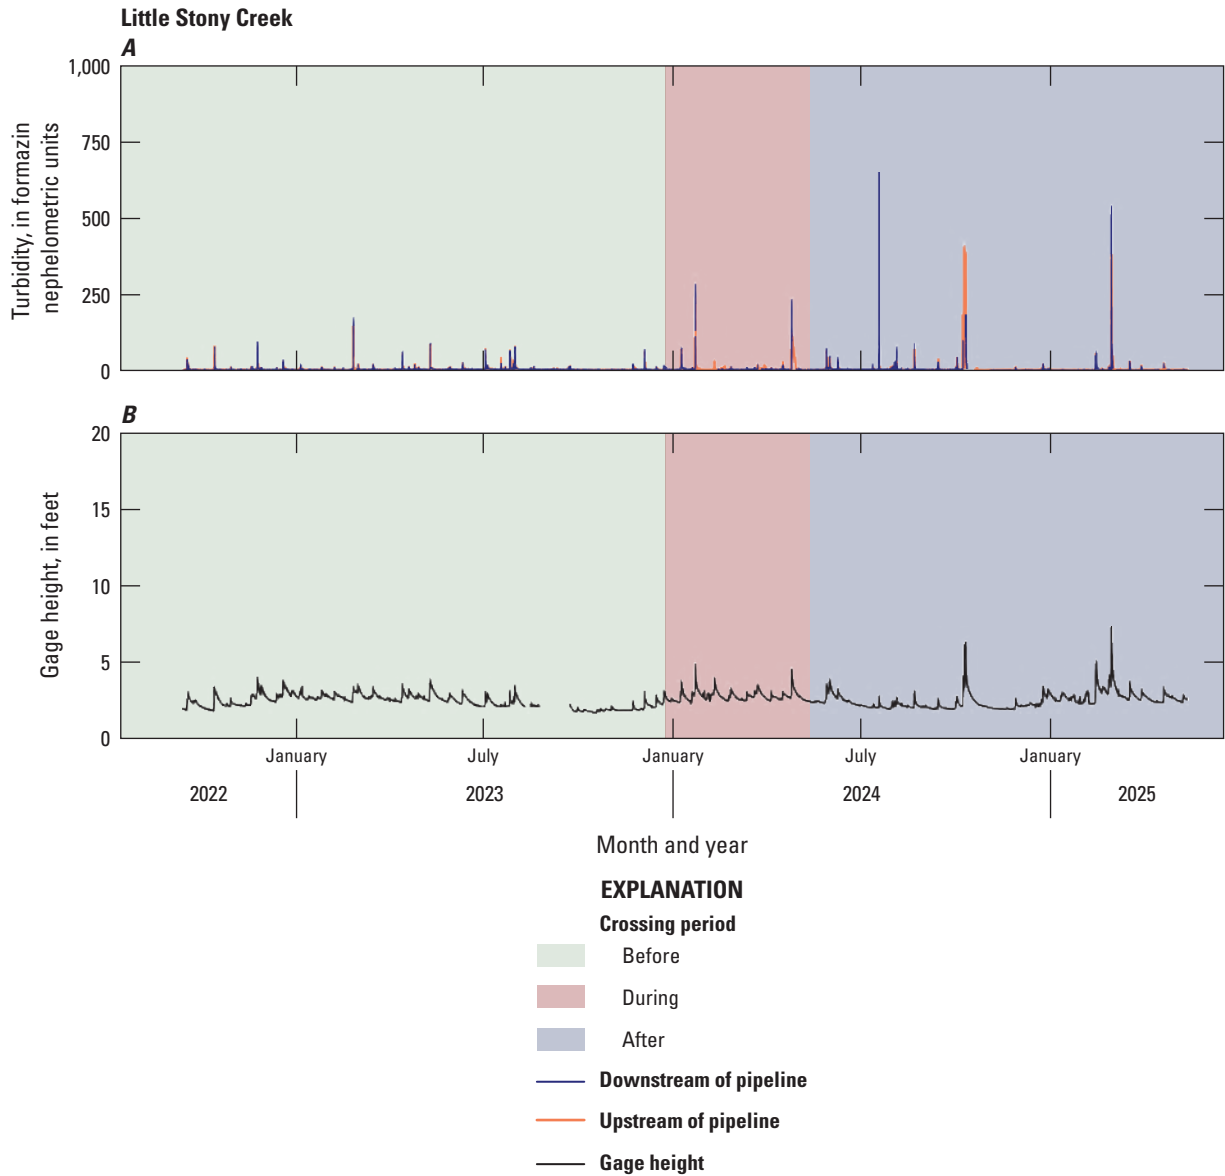 Little Stony Creek
A
1,000
750
500
250
0
Turbidity, in formazin
nephelometric units
B
20
15
10
5
0
Gage height, in feet
January July January July January
2022 2023 2024 2025
Month and year
EXPLANATION
Crossing period
Before
During
After
Downstream of pipeline
Upstream of pipeline
Gage height